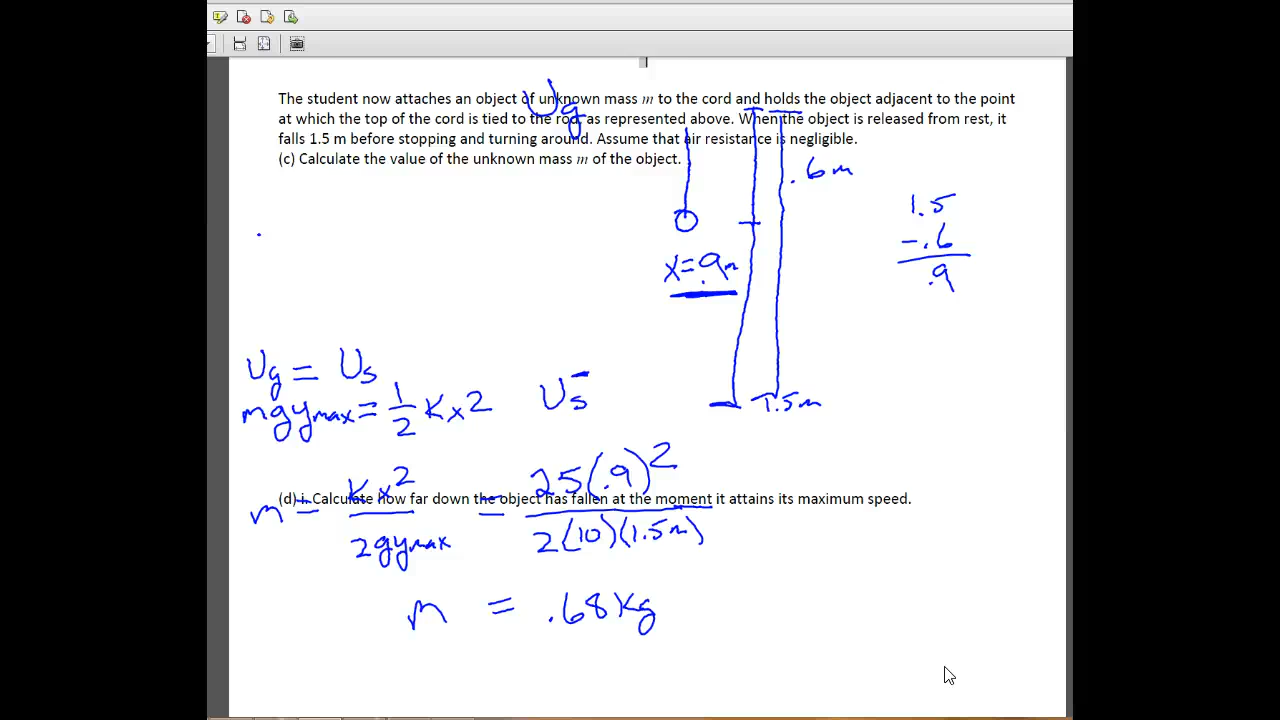 The student now attaches an object of unknown mass m to the cord and holds the object adjacent to the point
at which the top of the cord is tied to the rod as represented above. When the object is released from rest, it
falls 1.5 m before stopping and turning around. Assume that air resistance is negligible.
(c) Calculate the value of the unknown mass m of the object.
Ug
.6m
1.5
-.6
.9
x=.9m
Ug = Us
Us
mgymax = 1/2 Kx2
1.5m
(d) i. Calculate how far down the object has fallen at the moment it attains its maximum speed.
m = Kx²/2gymax = 25(.9)²/2(10)(1.5m)
m = .68kg